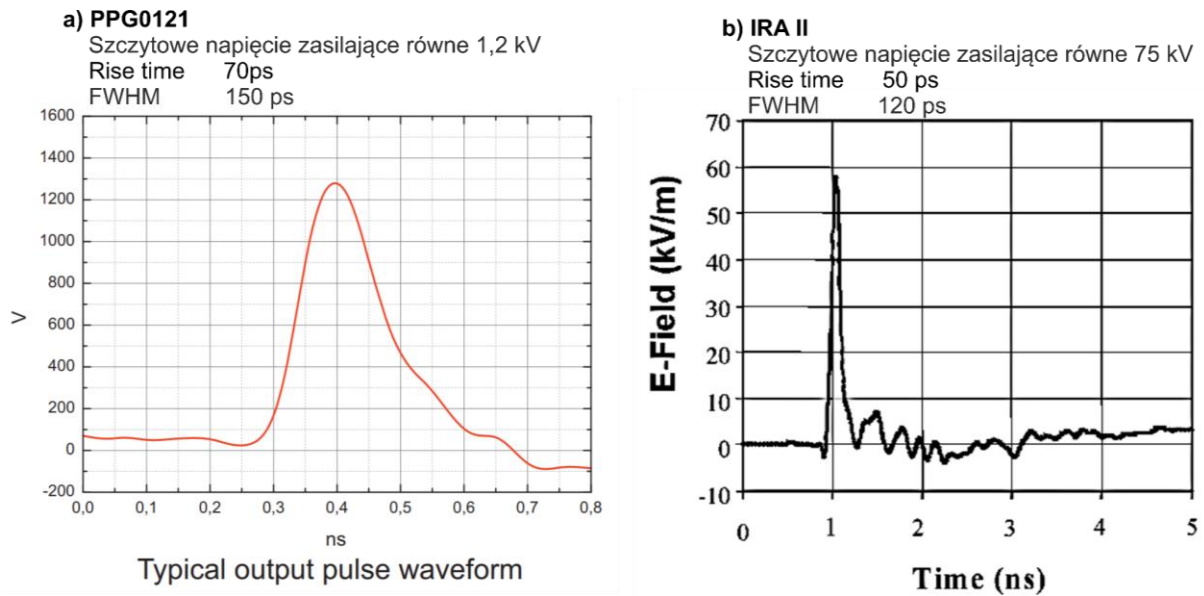 a) PPG0121
Szczytowe napięcie zasilające równe 1,2 kV
Rise time 70ps
FWHM 150 ps
1600
1400
1200
1000
800
600
400
200
0
-200
V
0,0 0,1 0,2 0,3 0,4 0,5 0,6 0,7 0,8
ns
Typical output pulse waveform
b) IRA II
Szczytowe napięcie zasilające równe 75 kV
Rise time 50 ps
FWHM 120 ps
70
60
50
40
30
20
10
0
-10
E-Field (kV/m)
0 1 2 3 4 5
Time (ns)